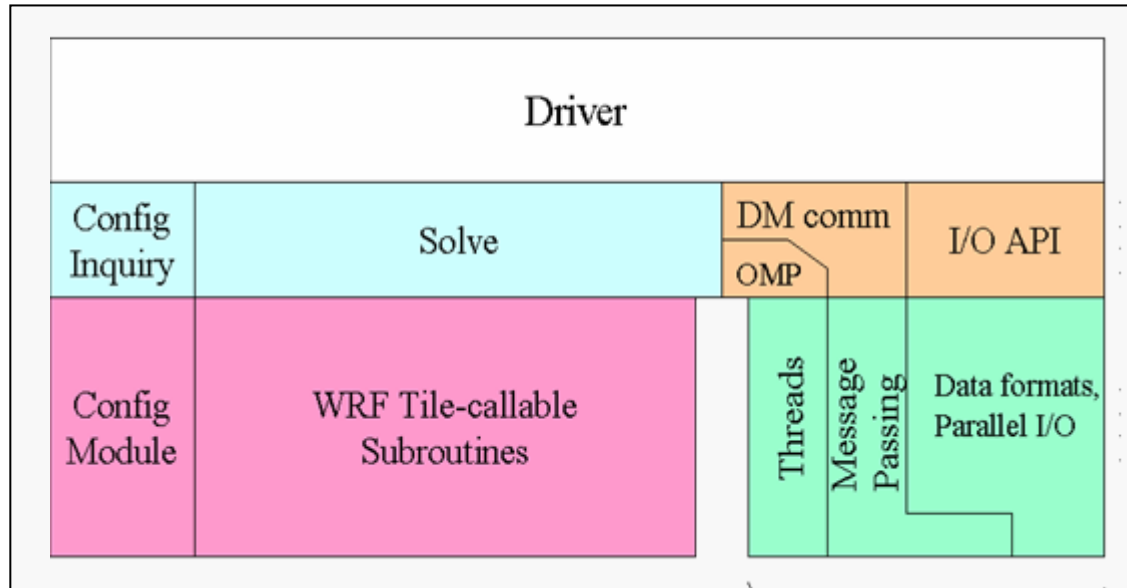 Driver
Config
Inquiry
Solve
DM comm
OMP
I/O API
Config
Module
WRF Tile-callable
Subroutines
Threads
Message
Passing
Data formats,
Parallel I/O